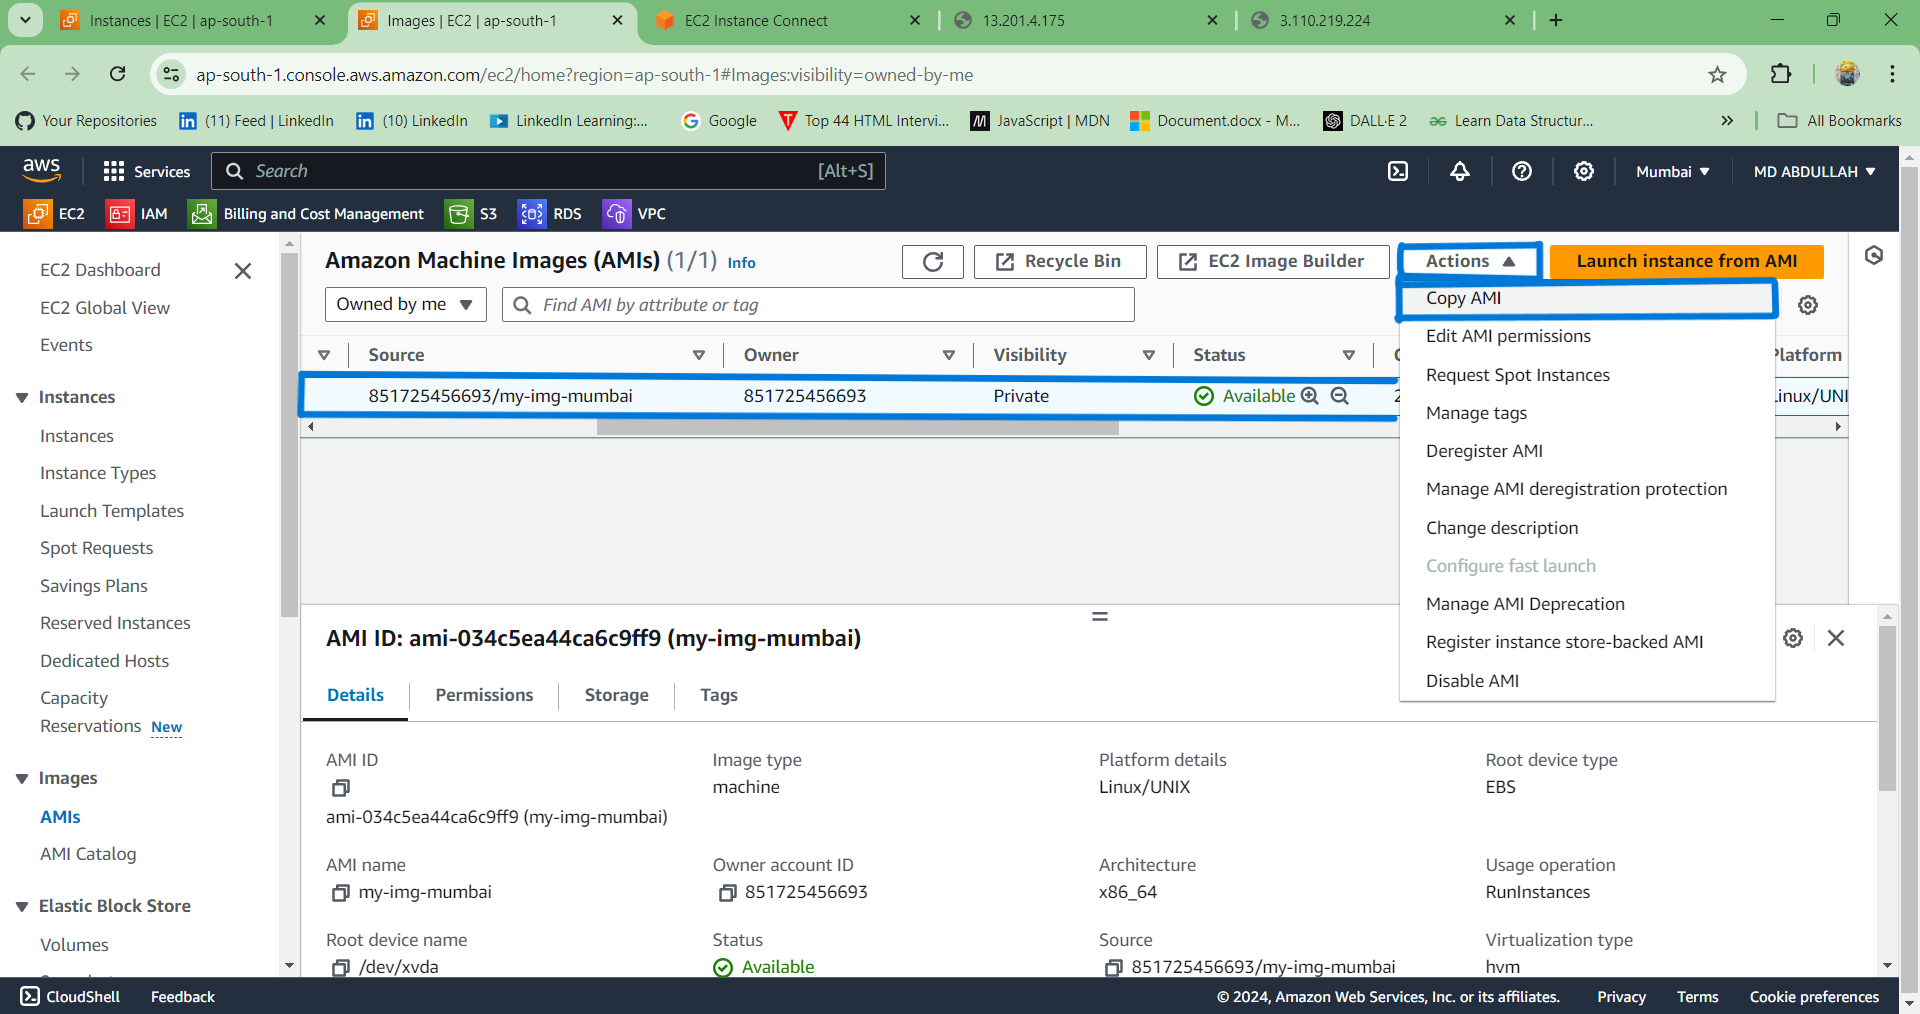 Instances | EC2 | ap-south-1
Images | EC2 | ap-south-1
EC2 Instance Connect
13.201.4.175
3.110.219.224
ap-south-1.console.aws.amazon.com/ec2/home?region=ap-south-1#Images:visibility=owned-by-me
Your Repositories
(11) Feed | LinkedIn
(10) LinkedIn
LinkedIn Learning:...
Google
Top 44 HTML Intervi...
JavaScript | MDN
Document.docx - M...
DALL·E 2
Learn Data Structur...
All Bookmarks
aws
Services
Search
[Alt+S]
Mumbai
MD ABDULLAH
EC2
IAM
Billing and Cost Management
S3
RDS
VPC
EC2 Dashboard
EC2 Global View
Events
Instances
Instances
Instance Types
Launch Templates
Spot Requests
Savings Plans
Reserved Instances
Dedicated Hosts
Capacity
Reservations New
Images
AMIs
AMI Catalog
Elastic Block Store
Volumes
Amazon Machine Images (AMIs) (1/1) Info
Recycle Bin
EC2 Image Builder
Actions
Launch instance from AMI
Owned by me
Find AMI by attribute or tag
Source
Owner
Visibility
Status
Platform
851725456693/my-img-mumbai
851725456693
Private
Available
Linux/UNI
Copy AMI
Edit AMI permissions
Request Spot Instances
Manage tags
Deregister AMI
Manage AMI deregistration protection
Change description
Configure fast launch
Manage AMI Deprecation
Register instance store-backed AMI
Disable AMI
AMI ID: ami-034c5ea44ca6c9ff9 (my-img-mumbai)
Details
Permissions
Storage
Tags
AMI ID
ami-034c5ea44ca6c9ff9 (my-img-mumbai)
Image type
machine
Platform details
Linux/UNIX
Root device type
EBS
AMI name
my-img-mumbai
Owner account ID
851725456693
Architecture
x86_64
Usage operation
RunInstances
Root device name
/dev/xvda
Status
Available
Source
851725456693/my-img-mumbai
Virtualization type
hvm
CloudShell
Feedback
© 2024, Amazon Web Services, Inc. or its affiliates.
Privacy
Terms
Cookie preferences